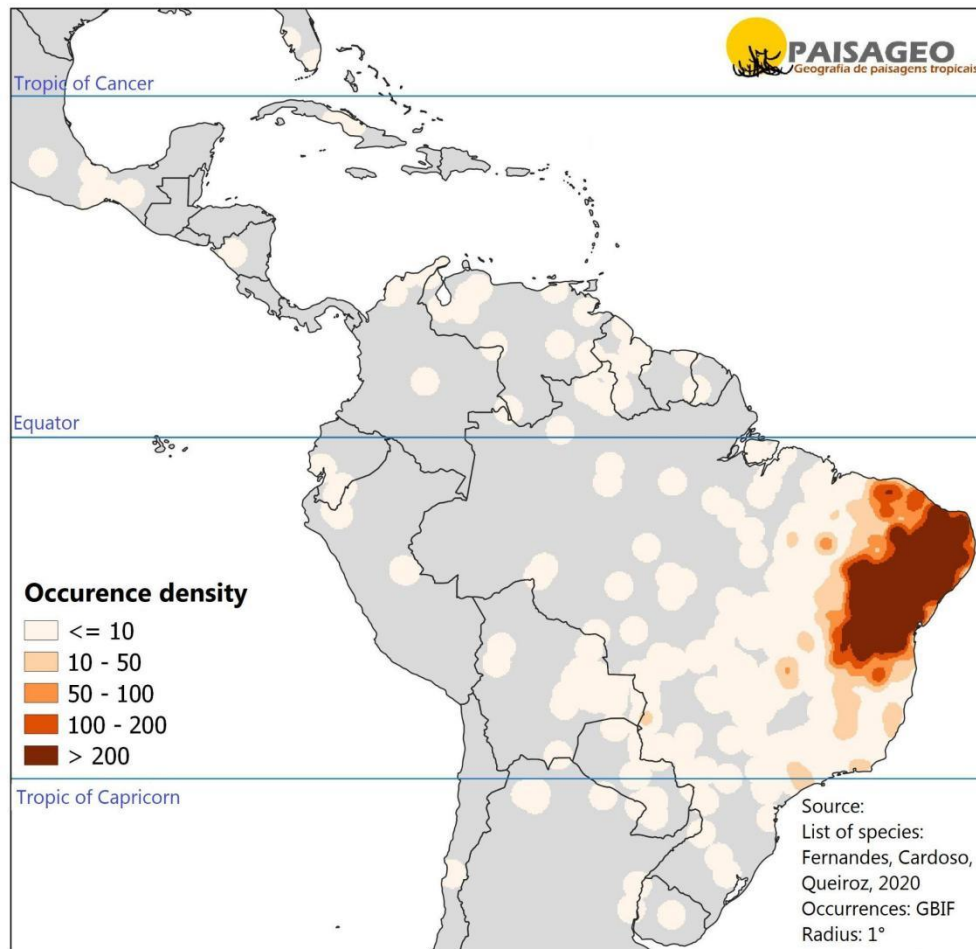 PAISAGEO
Geografia de paisagens tropicais
Tropic of Cancer
Equator
Occurence density
<= 10
10 - 50
50 - 100
100 - 200
> 200
Tropic of Capricorn
Source:
List of species:
Fernandes, Cardoso,
Queiroz, 2020
Occurrences: GBIF
Radius: 1°